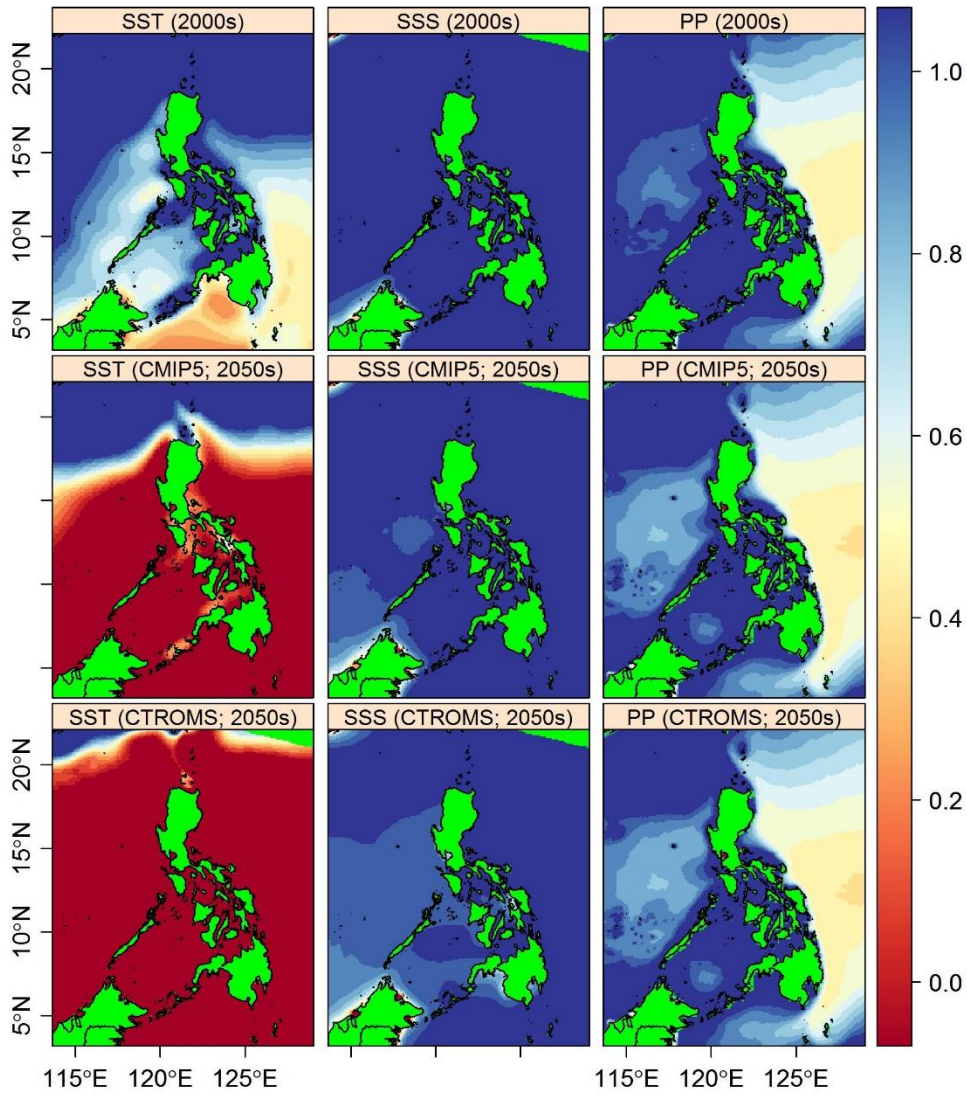 SST (2000s) SSS (2000s) PP (2000s)
20°N
15°N
10°N
5°N
SST (CMIP5; 2050s) SSS (CMIP5; 2050s) PP (CMIP5; 2050s)
SST (CTROMS; 2050s) SSS (CTROMS; 2050s) PP (CTROMS; 2050s)
20°N
15°N
10°N
5°N
115°E 120°E 125°E 115°E 120°E 125°E
1.0
0.8
0.6
0.4
0.2
0.0